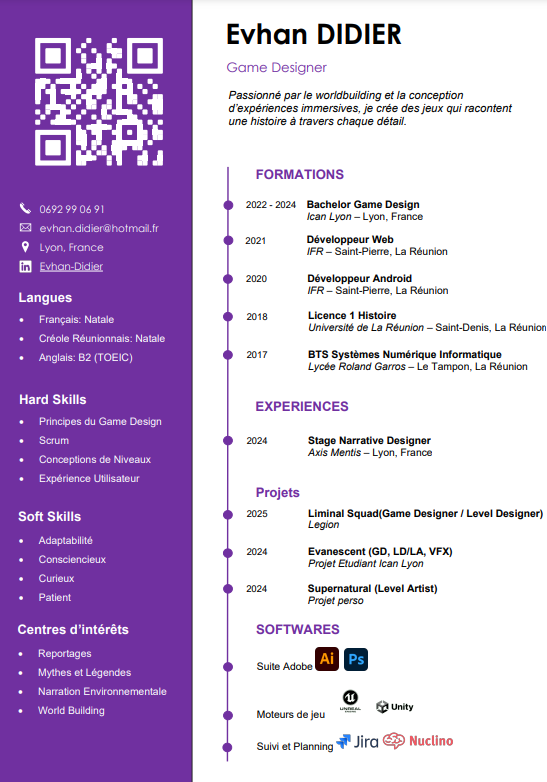 Evhan DIDIER
Game Designer
Passionné par le worldbuilding et la conception
d'expériences immersives, je crée des jeux qui racontent
une histoire à travers chaque détail.
0692 99 06 91
evhan.didier@hotmail.fr
Lyon, France
in Evhan-Didier
Langues
• Français: Natale
• Créole Réunionnais: Natale
• Anglais: B2 (TOEIC)
Hard Skills
• Principes du Game Design
• Scrum
• Conceptions de Niveaux
• Expérience Utilisateur
Soft Skills
• Adaptabilité
• Consciencieux
• Curieux
• Patient
Centres d'intérêts
• Reportages
• Mythes et Légendes
• Narration Environnementale
• World Building
FORMATIONS
2022 - 2024 Bachelor Game Design
Ican Lyon – Lyon, France
2021 Développeur Web
IFR – Saint-Pierre, La Réunion
2020 Développeur Android
IFR – Saint-Pierre, La Réunion
2018 Licence 1 Histoire
Université de La Réunion – Saint-Denis, La Réunion
2017 BTS Systèmes Numérique Informatique
Lycée Roland Garros – Le Tampon, La Réunion
EXPERIENCES
2024 Stage Narrative Designer
Axis Mentis – Lyon, France
Projets
2025 Liminal Squad(Game Designer / Level Designer)
Legion
2024 Evanescent (GD, LD/LA, VFX)
Projet Etudiant Ican Lyon
2024 Supernatural (Level Artist)
Projet perso
SOFTWARES
Suite Adobe Ai Ps
Moteurs de jeu UNREAL Unity
Suivi et Planning Jira Nuclino